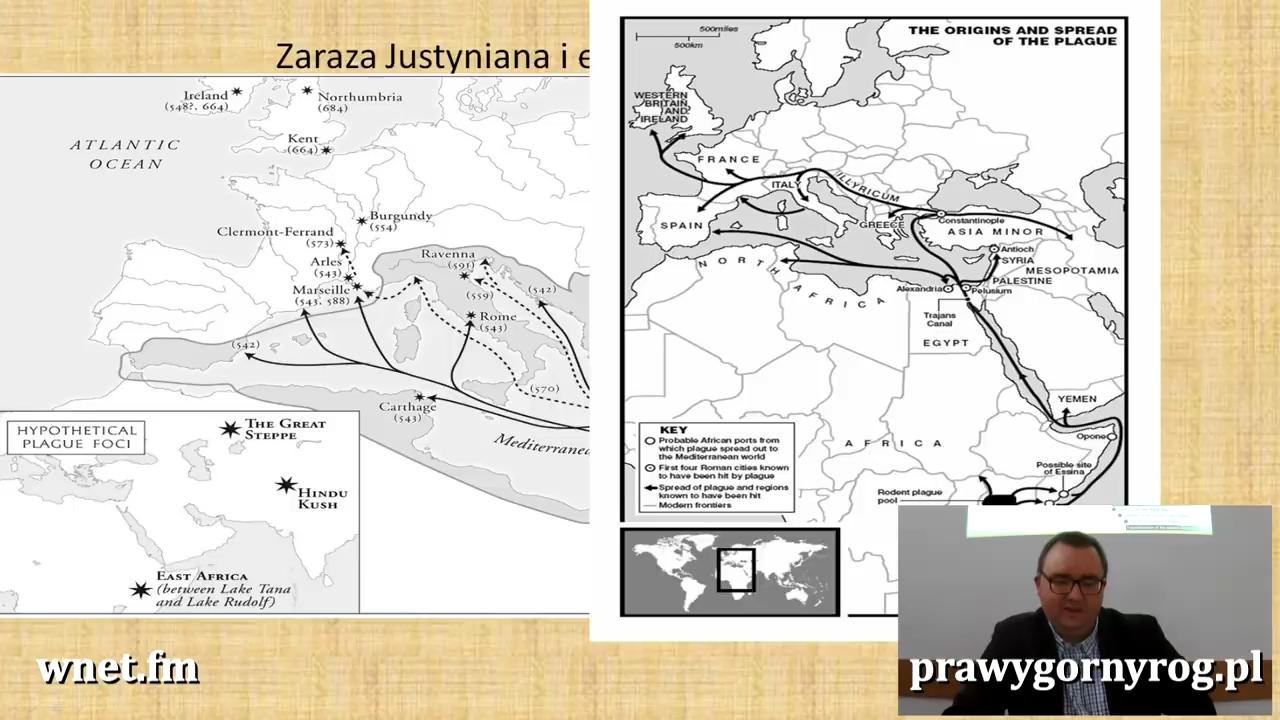 Zaraza Justyniana i e
Ireland
(548?, 664)
Northumbria
(684)
Kent
(664)
ATLANTIC
OCEAN
Burgundy
(554)
Clermont-Ferrand
(573)
Arles
(543)
Marseille
(543, 588)
Ravenna
(591)
(559)
(542)
Rome
(543)
(542)
(570)
Carthage
(543)
Mediterranea
HYPOTHETICAL
PLAGUE FOCI
THE GREAT
STEPPE
HINDU
KUSH
EAST AFRICA
(between Lake Tana
and Lake Rudolf)
500miles
500km
THE ORIGINS AND SPREAD
OF THE PLAGUE
WESTERN
BRITAIN
AND
IRELAND
FRANCE
ITALY
ILLYRICUM
SPAIN
GREECE
Constantinople
ASIA MINOR
Antioch
SYRIA
MESOPOTAMIA
PALESTINE
NORTH
AFRICA
Alexandria
Pelusium
Trajans
Canal
EGYPT
YEMEN
Opone
AFRICA
Possible site
of Essina
Rodent plague
pool
KEY
Probable African ports from
which plague spread out to
the Mediterranean world
First four Roman cities known
to have been hit by plague
Spread of plague and regions
known to have been hit
Modern frontiers
wnet.fm
prawygornyrog.pl